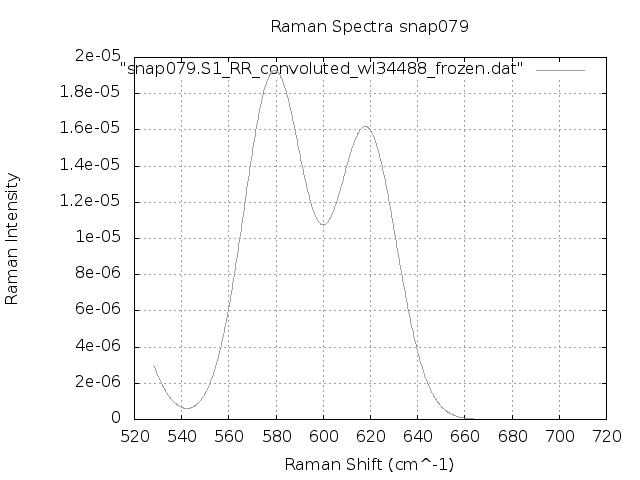 Raman Spectra snap079
"snap079.S1_RR_convoluted_wl34488_frozen.dat"
2e-05
1.8e-05
1.6e-05
1.4e-05
1.2e-05
1e-05
8e-06
6e-06
4e-06
2e-06
0
Raman Intensity
520 540 560 580 600 620 640 660 680 700 720
Raman Shift (cm^-1)